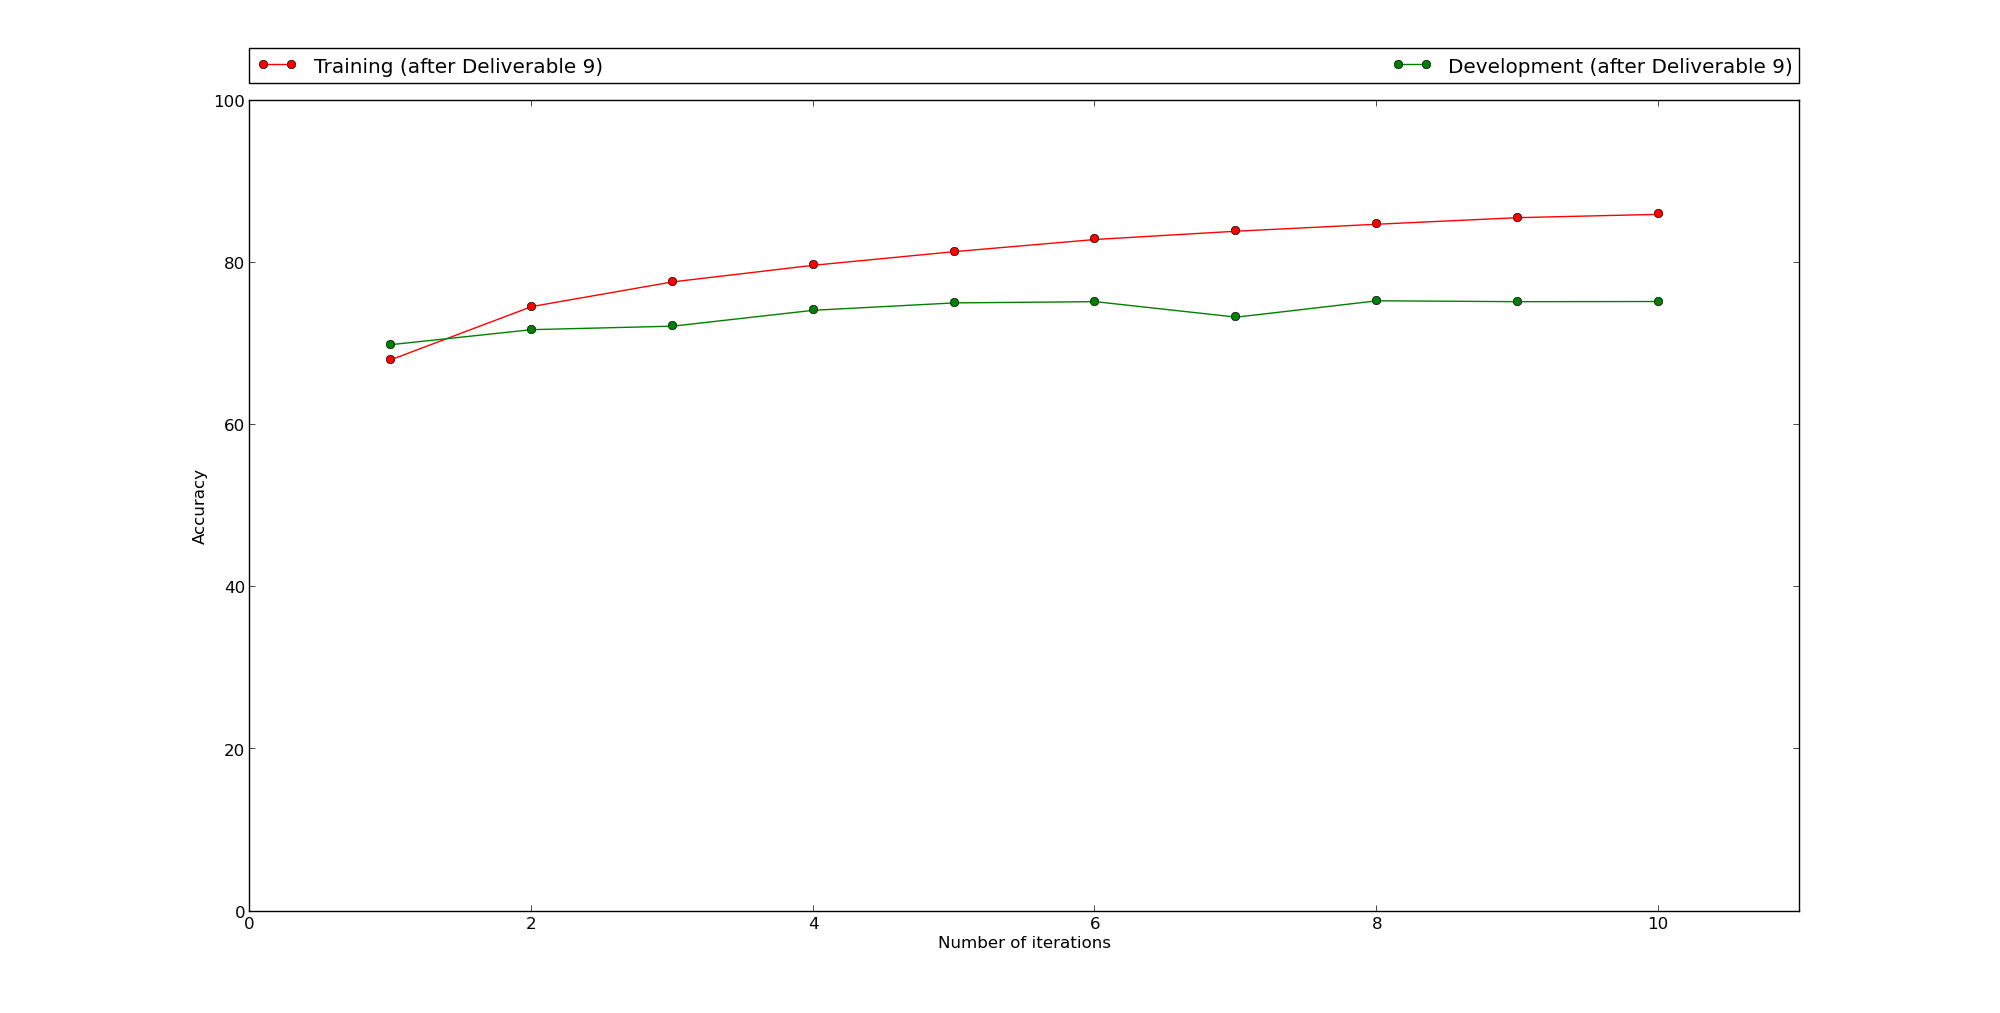 Training (after Deliverable 9) Development (after Deliverable 9)
100
80
60
40
20
0
Accuracy
0 2 4 6 8 10
Number of iterations